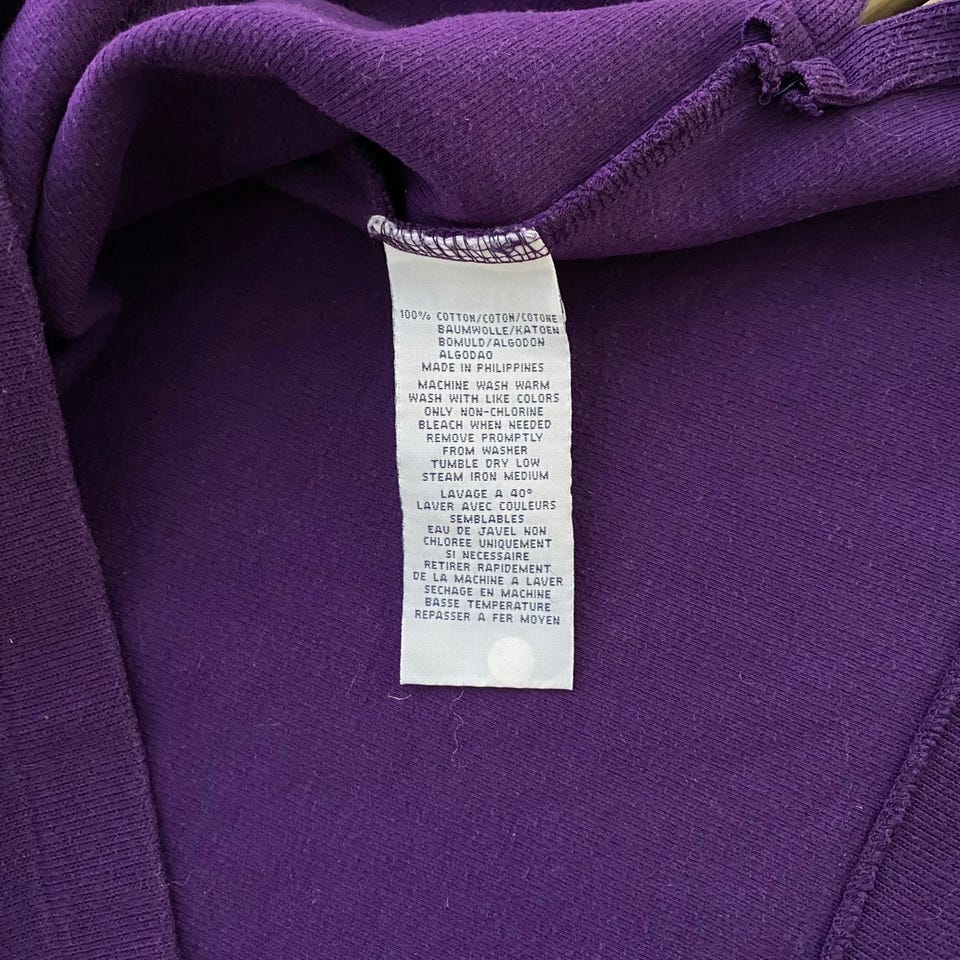 100% COTTON/COTON/COTONE
BAUMWOLLE/KATOEN
BOMULD/ALGODON
ALGODAO
MADE IN PHILIPPINES
MACHINE WASH WARM
WASH WITH LIKE COLORS
ONLY NON-CHLORINE
BLEACH WHEN NEEDED
REMOVE PROMPTLY
FROM WASHER
TUMBLE DRY LOW
STEAM IRON MEDIUM
LAVAGE A 40°
LAVER AVEC COULEURS
SEMBLABLES
EAU DE JAVEL NON
CHLOREE UNIQUEMENT
SI NECESSAIRE
RETIRER RAPIDEMENT
DE LA MACHINE A LAVER
SECHAGE EN MACHINE
BASSE TEMPERATURE
REPASSER A FER MOYEN